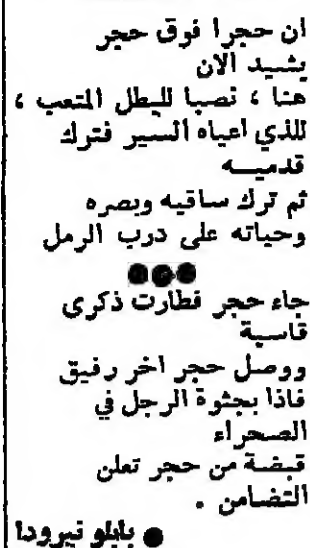 ان حجرا فوق حجر
يشيد الان
هنا ، نصبا للبطل المتعب ،
للذي اعياه السير فترك
قدميـــه
ثم ترك ساقيه وبصره
وحياته على درب الرمل
●●●
جاء حجر فطارت ذكرى
قاسية
ووصل حجر اخر رفيق
فاذا بجثوة الرجل في
الصحراء
قبضة من حجر تعلن
التضامن .
● بابلو نيرودا